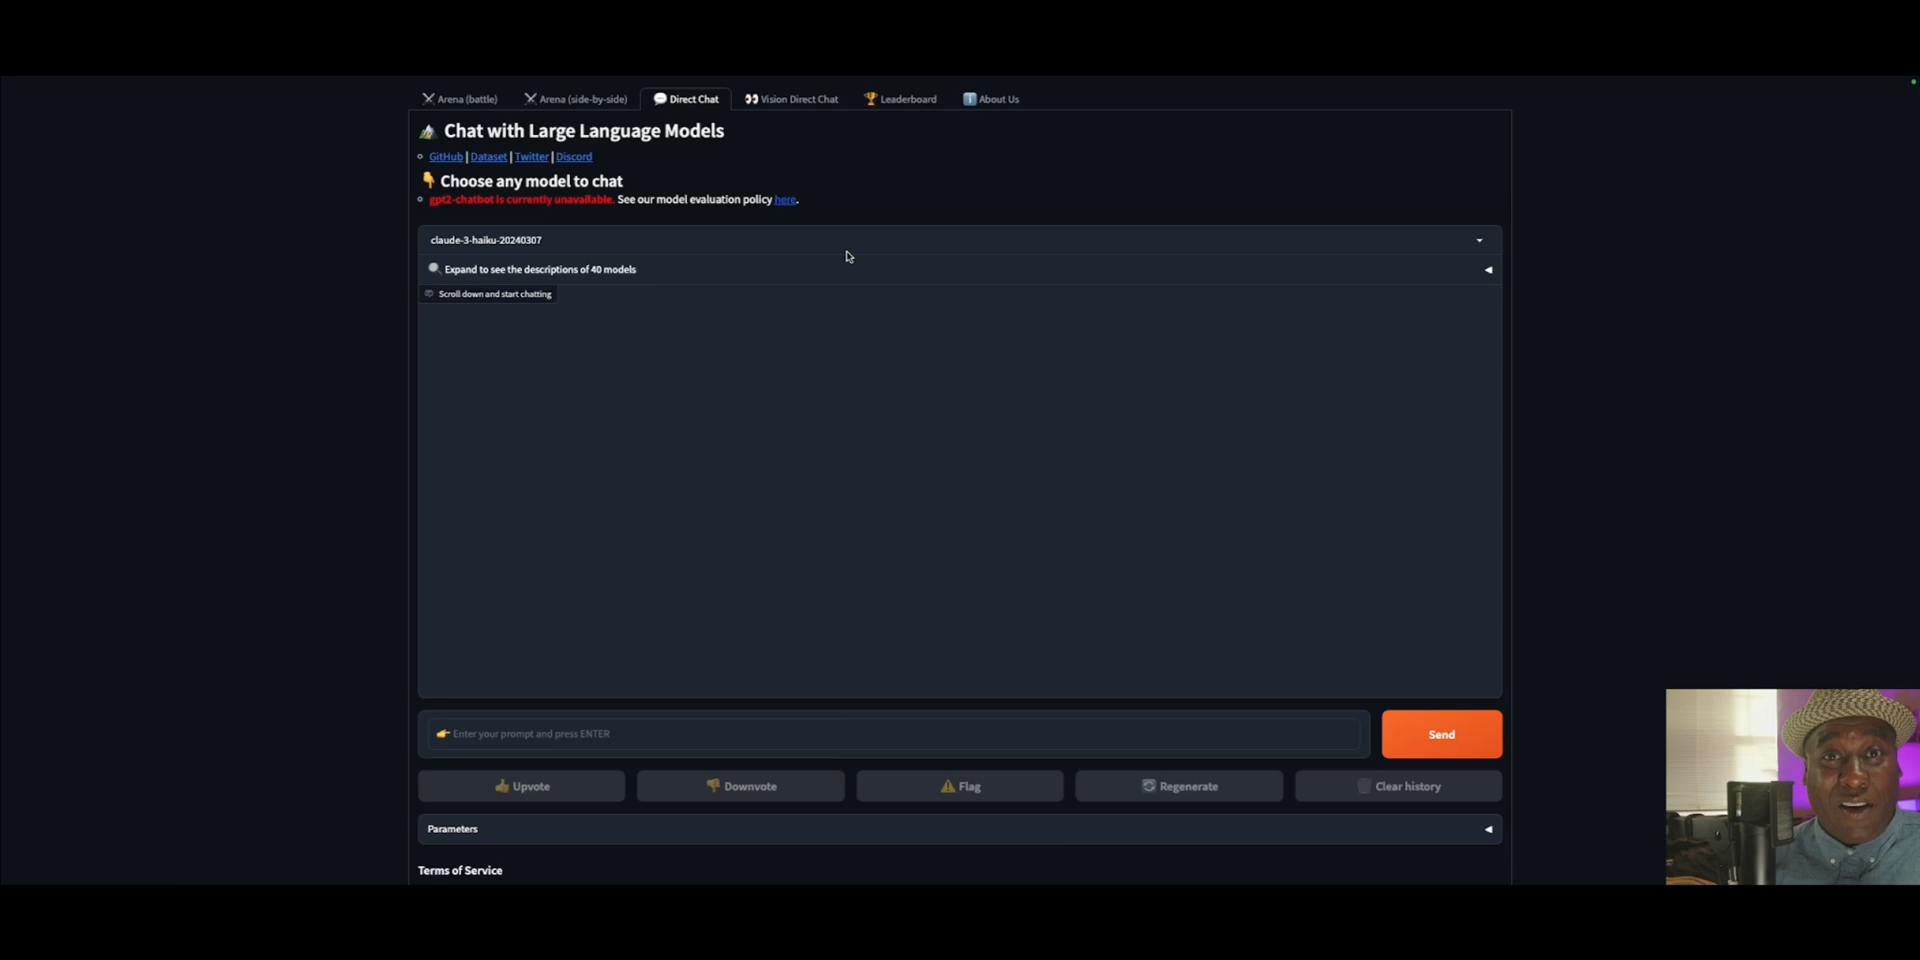 Arena (battle) Arena (side-by-side) Direct Chat Vision Direct Chat Leaderboard About Us
Chat with Large Language Models
GitHub | Dataset | Twitter | Discord
Choose any model to chat
gpt2-chatbot is currently unavailable. See our model evaluation policy here.
claude-3-haiku-20240307
Expand to see the descriptions of 40 models
Scroll down and start chatting
Enter your prompt and press ENTER
Send
Upvote Downvote Flag Regenerate Clear history
Parameters
Terms of Service